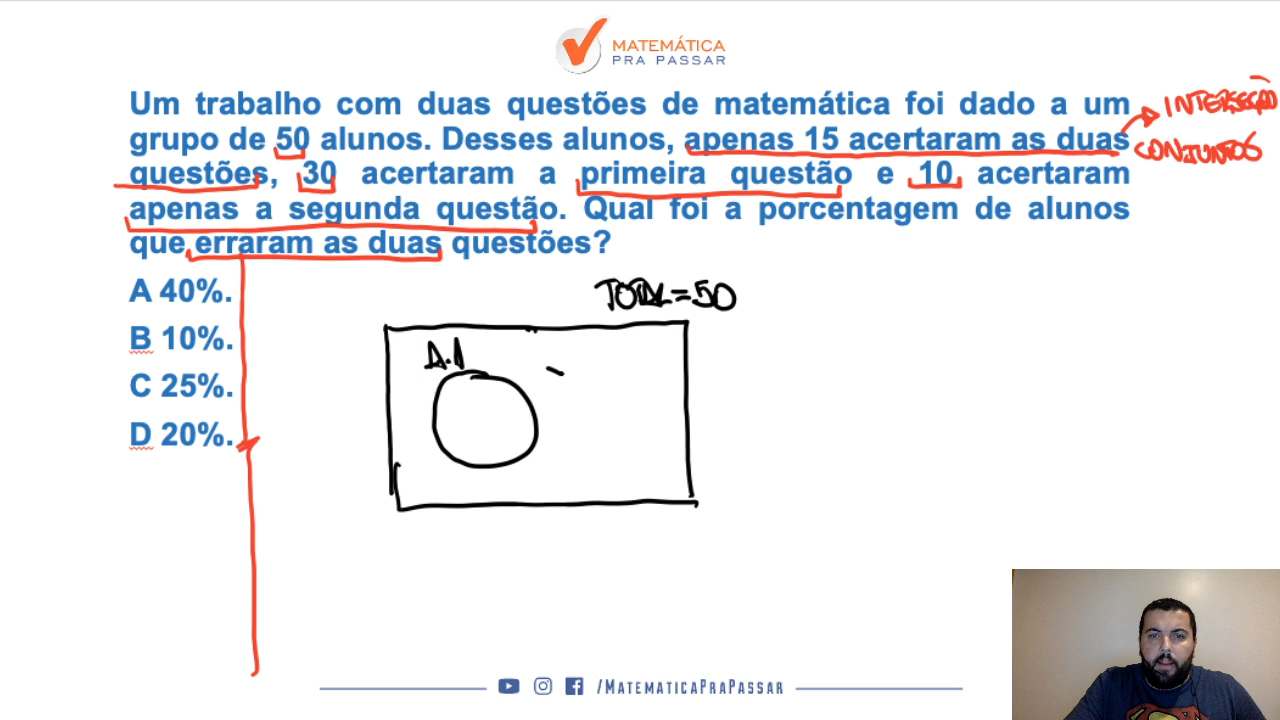 MATEMÁTICA
PRA PASSAR
Um trabalho com duas questões de matemática foi dado a um
grupo de 50 alunos. Desses alunos, apenas 15 acertaram as duas
questões, 30 acertaram a primeira questão e 10 acertaram
apenas a segunda questão. Qual foi a porcentagem de alunos
que erraram as duas questões?
INTERSEÇÃO
CONJUNTOS
A 40%.
B 10%.
C 25%.
D 20%.
TOTAL=50
A.1
/MATEMATICAPRAPASSAR